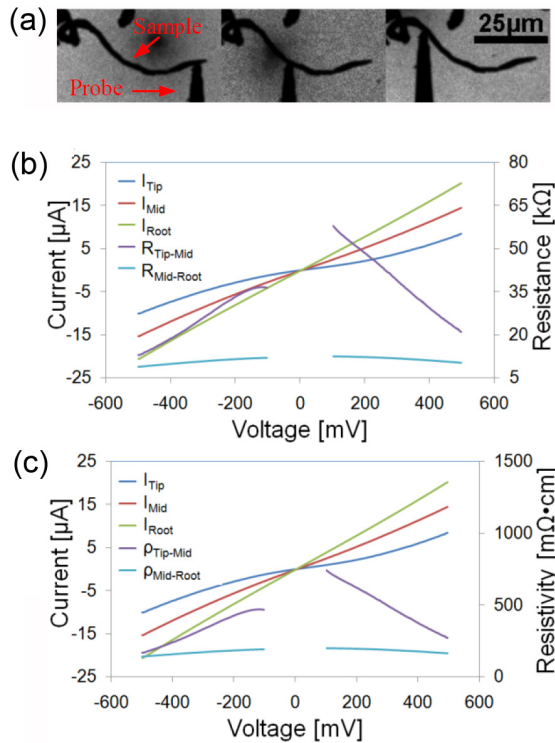 (a)
Sample
Probe
25μm
(b)
25
15
5
-5
-15
-25
Current [μA]
I_Tip
I_Mid
I_Root
R_Tip-Mid
R_Mid-Root
80
65
50
35
20
5
Resistance [kΩ]
-600 -400 -200 0 200 400 600
Voltage [mV]
(c)
25
15
5
-5
-15
-25
Current [μA]
I_Tip
I_Mid
I_Root
ρ_Tip-Mid
ρ_Mid-Root
1500
1000
500
0
Resistivity [mΩ•cm]
-600 -400 -200 0 200 400 600
Voltage [mV]